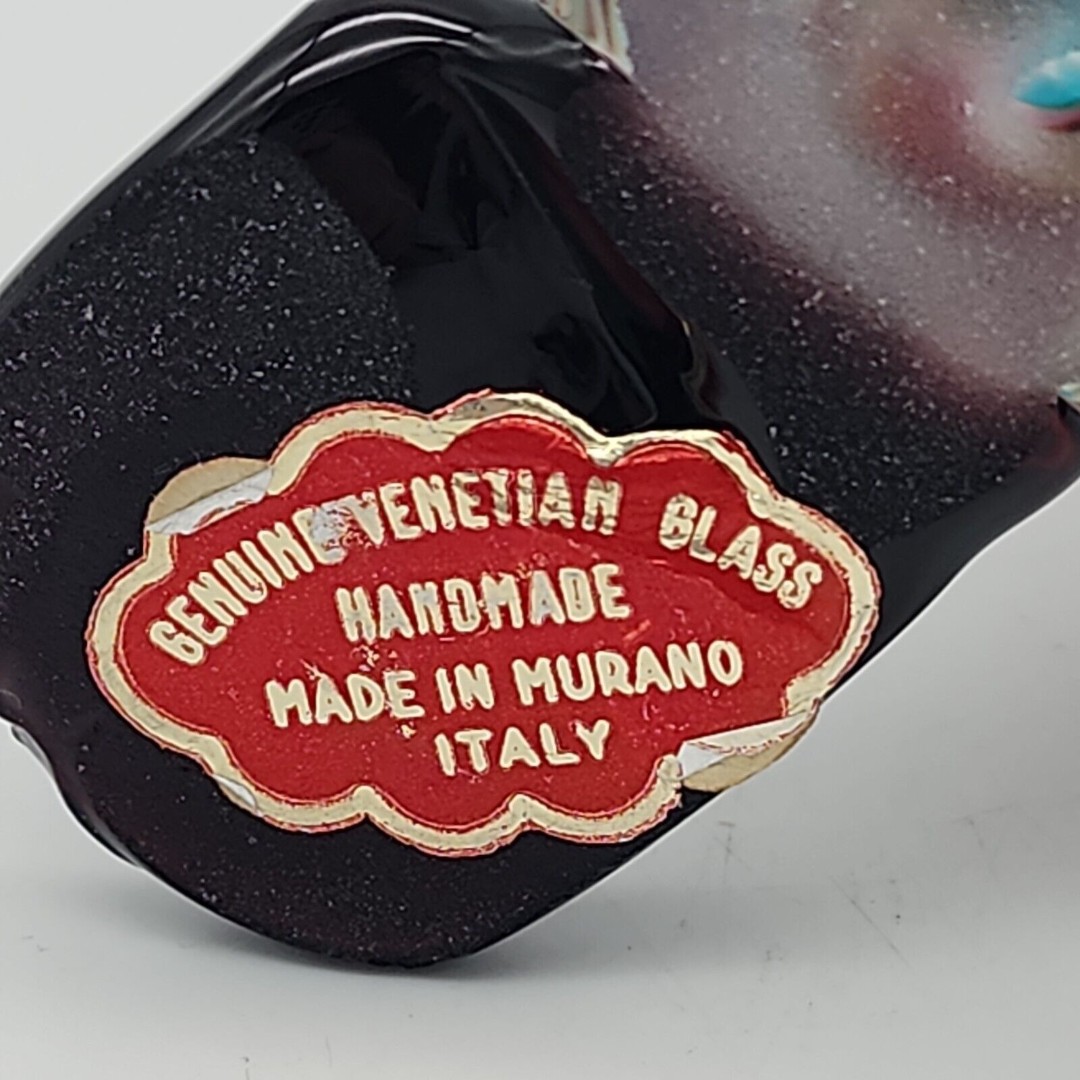 GENUINE VENETIAN GLASS
HANDMADE
MADE IN MURANO
ITALY